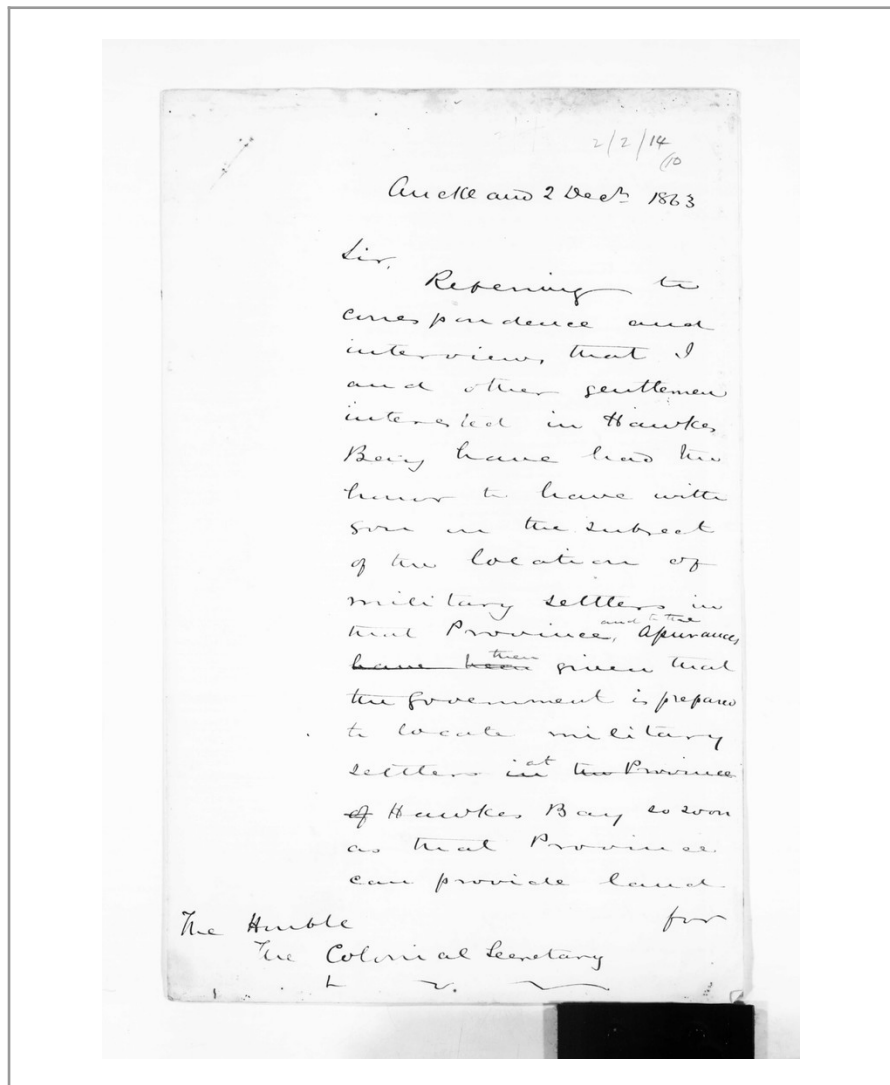 2/2/14
/10
Auckland 2 Decr 1863
Sir,
Referring to
correspondence and
interviews that I
and other gentlemen
interested in Hawkes
Bay have had the
honor to have with
you on the subject
of the location of
military settlers in
that Province, and to the assurances
have been then given that
the Government is prepared
to locate military
settlers in at the Province
of Hawkes Bay so soon
as that Province
can provide land
for
The Honble
The Colonial Secretary